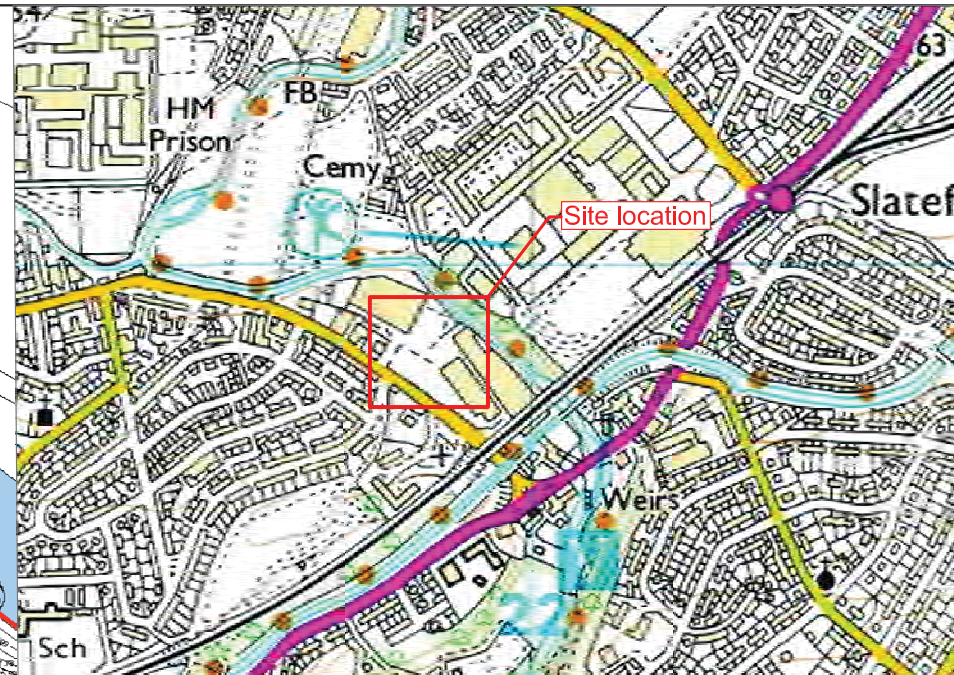 63
FB
HM
Prison
Cemy
Slatef
Site location
Weirs
Sch